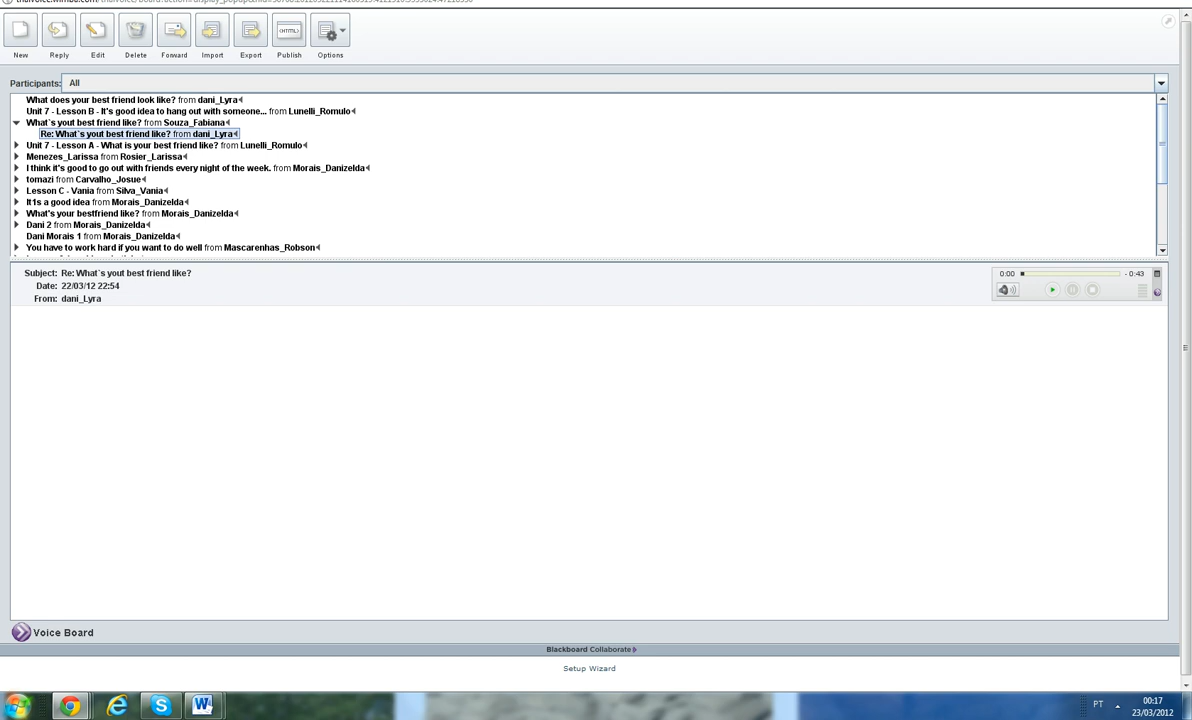 New Reply Edit Delete Forward Import Export Publish Options
Participants: All
What does your best friend look like? from dani_Lyra
Unit 7 - Lesson B - It's good idea to hang out with someone... from Lunelli_Romulo
What`s yout best friend like? from Souza_Fabiana
Re: What`s yout best friend like? from dani_Lyra
Unit 7 - Lesson A - What is your best friend like? from Lunelli_Romulo
Menezes_Larissa from Rosier_Larissa
I think it's good to go out with friends every night of the week. from Morais_Danizelda
tomazi from Carvalho_Josue
Lesson C - Vania from Silva_Vania
It1s a good idea from Morais_Danizelda
What's your bestfriend like? from Morais_Danizelda
Dani 2 from Morais_Danizelda
Dani Morais 1 from Morais_Danizelda
You have to work hard if you want to do well from Mascarenhas_Robson
Subject: Re: What`s yout best friend like?
0:00 - 0:43
Date: 22/03/12 22:54
From: dani_Lyra
Voice Board
Blackboard Collaborate
Setup Wizard
PT 00:17
23/03/2012